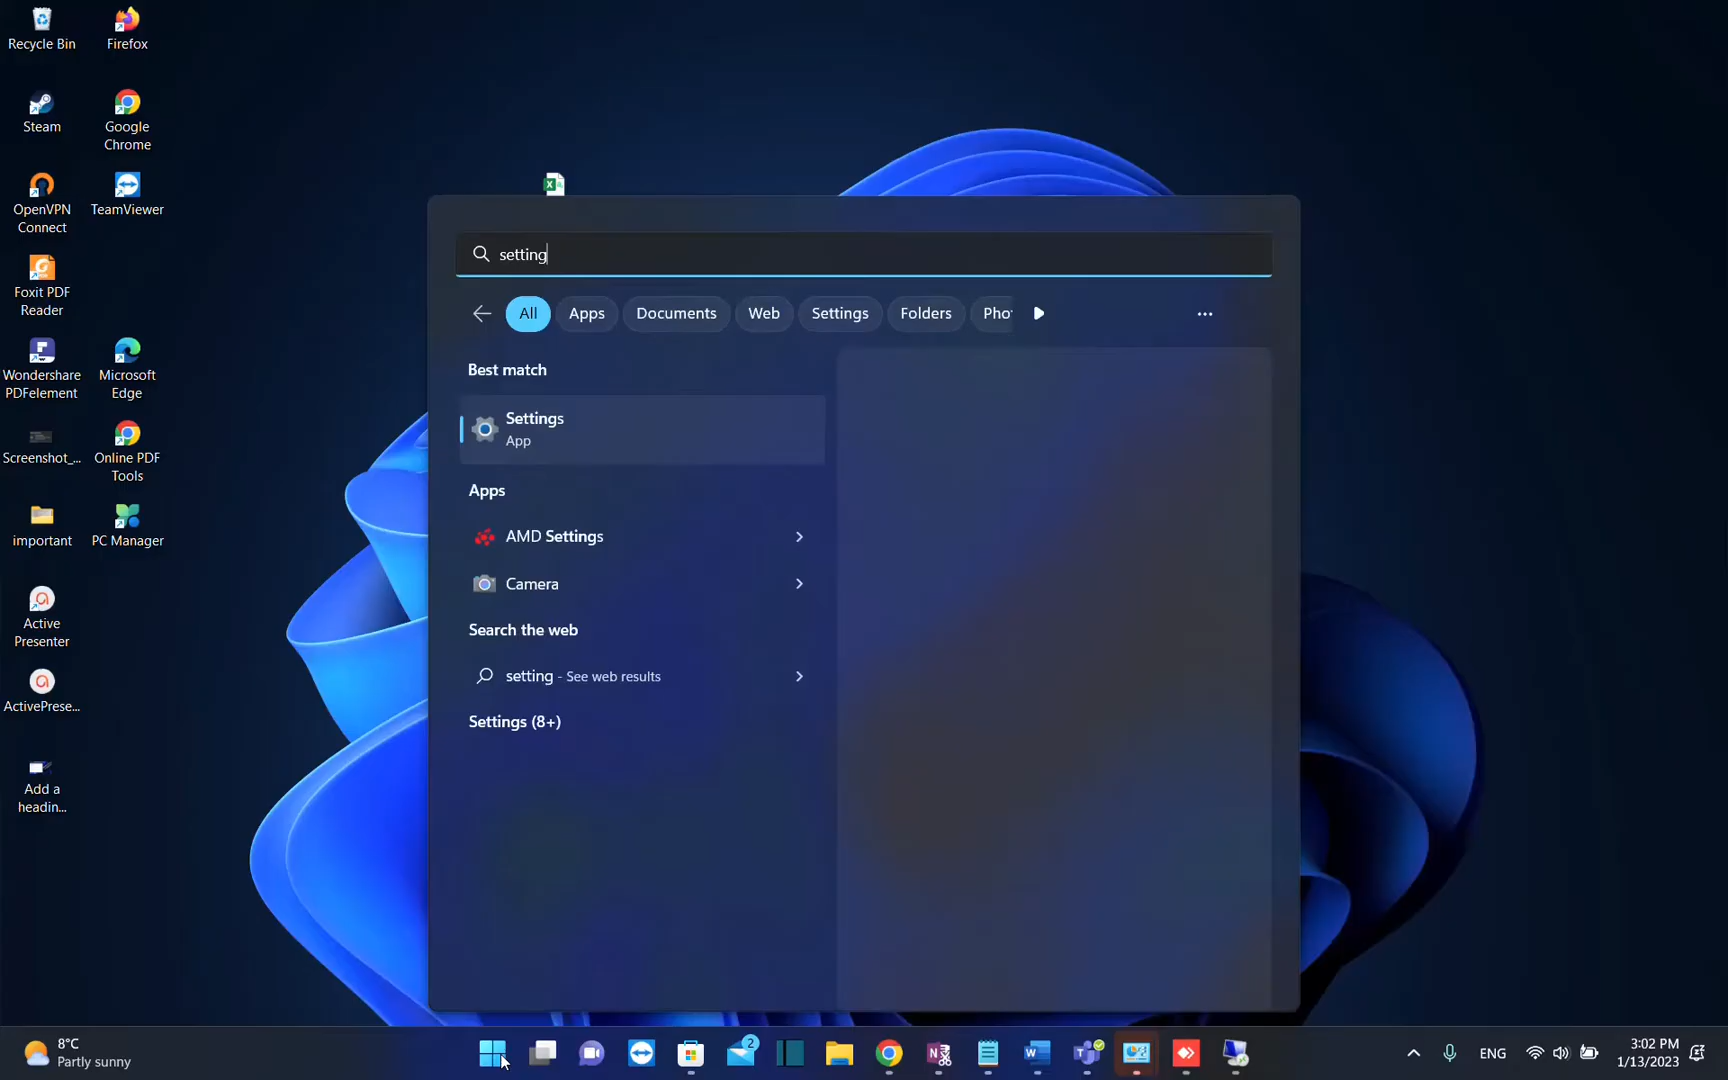 Recycle Bin
Firefox
Steam
Google
Chrome
OpenVPN
Connect
TeamViewer
Foxit PDF
Reader
Wondershare
PDFelement
Microsoft
Edge
Screenshot_...
Online PDF
Tools
important
PC Manager
Active
Presenter
ActivePrese...
Add a
headin...
setting
All
Apps
Documents
Web
Settings
Folders
Pho
Best match
Settings
App
Apps
AMD Settings
Camera
Search the web
setting - See web results
Settings (8+)
8°C
Partly sunny
2
ENG
3:02 PM
1/13/2023